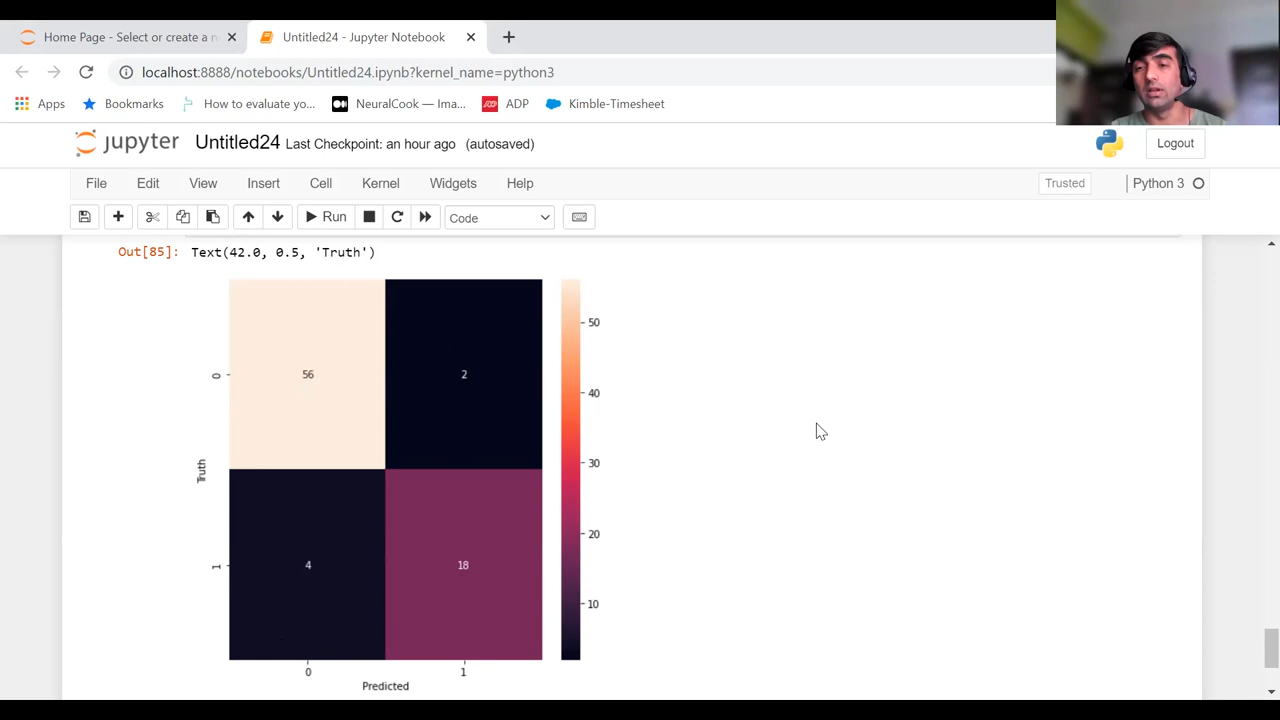 Home Page - Select or create a n
Untitled24 - Jupyter Notebook
localhost:8888/notebooks/Untitled24.ipynb?kernel_name=python3
Apps Bookmarks How to evaluate yo... NeuralCook — Ima... ADP Kimble-Timesheet
jupyter Untitled24 Last Checkpoint: an hour ago (autosaved) Logout
File Edit View Insert Cell Kernel Widgets Help Trusted Python 3
Run Code
Out[85]: Text(42.0, 0.5, 'Truth')
50
0 56 2
40
Truth
30
20
1 4 18
10
0 1
Predicted